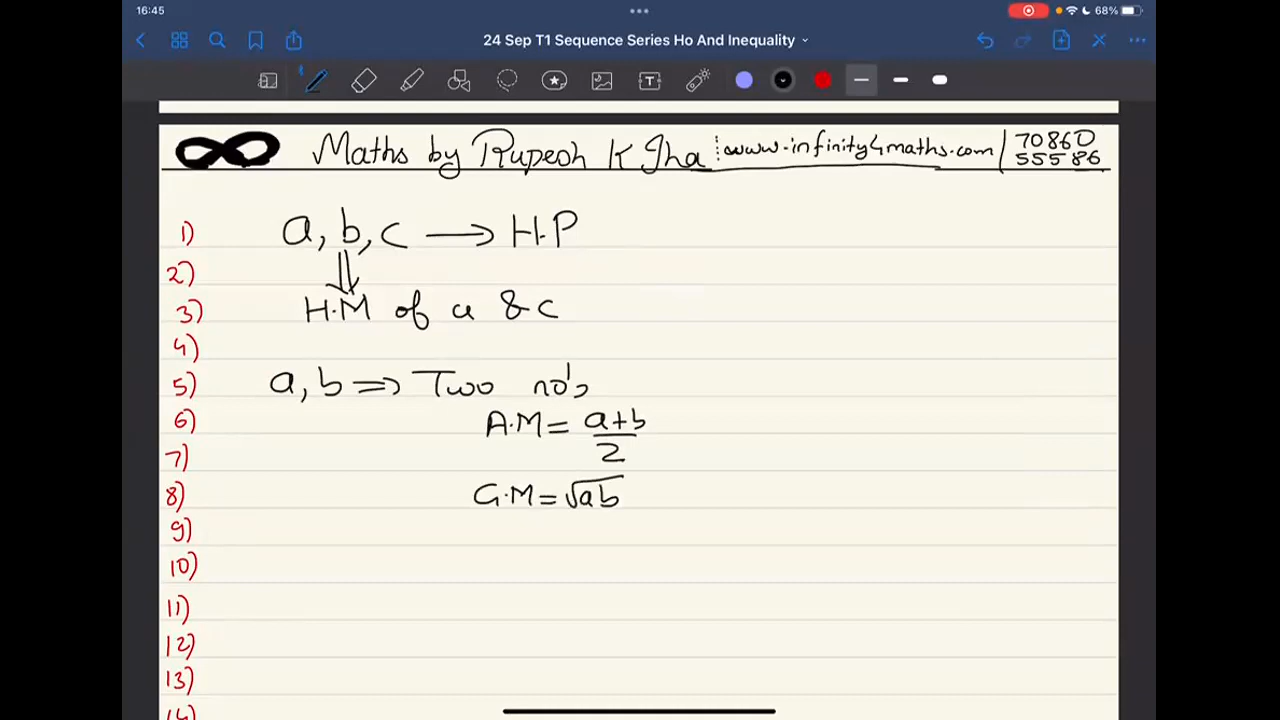 16:45
68%
24 Sep T1 Sequence Series Ho And Inequality
Maths by Rupesh K Jha www.infinity4maths.com 70860 55586
1) a, b, c → H.P
2) ⇓
3) H.M of a & c
4)
5) a, b ⇒ Two no's
6) A.M = a+b
7) 2
8) G.M = √ab
9)
10)
11)
12)
13)
14)